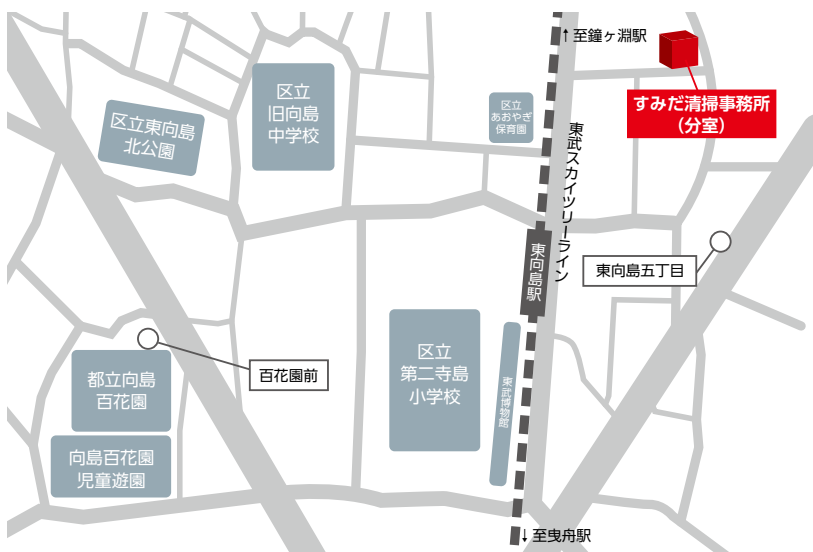 ↑至鐘ヶ淵駅
すみだ清掃事務所
(分室)
区立
旧向島
中学校
区立
あおやぎ
保育園
区立東向島
北公園
東武スカイツリーライン
東向島駅
東向島五丁目
百花園前
都立向島
百花園
区立
第二寺島
小学校
東武博物館
向島百花園
児童遊園
↓至曳舟駅